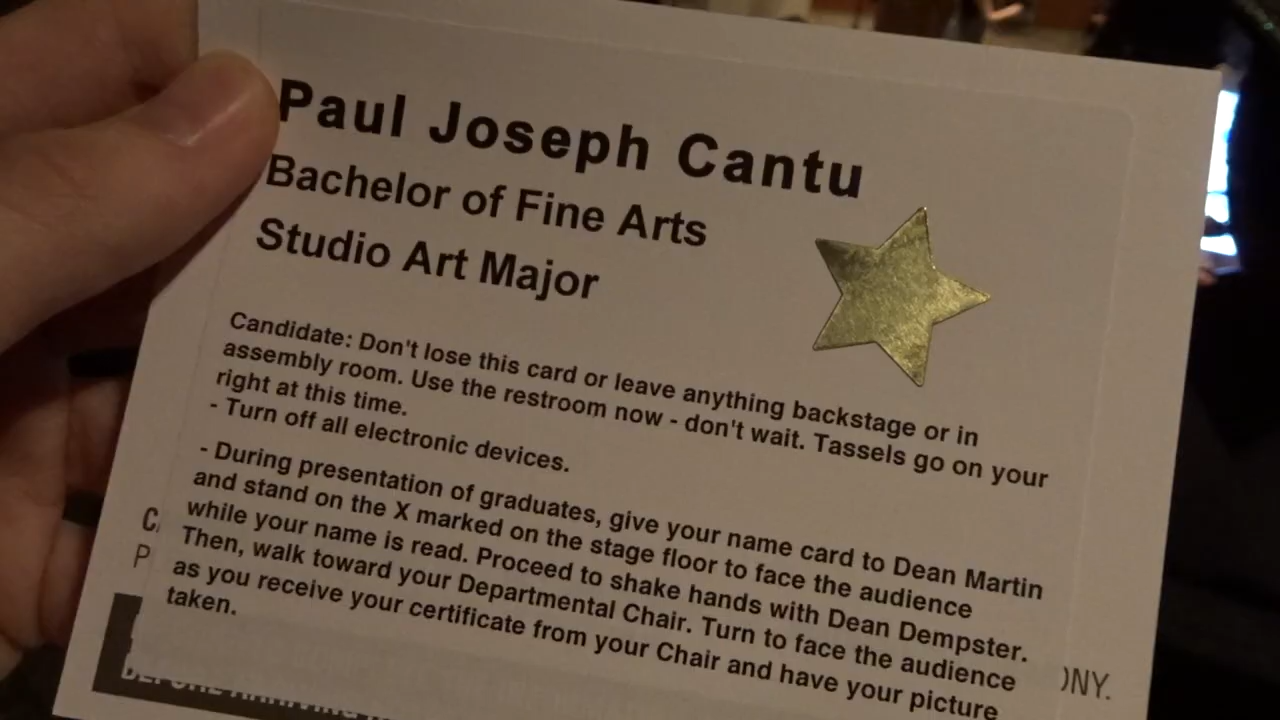 Paul Joseph Cantu
Bachelor of Fine Arts
Studio Art Major
Candidate: Don't lose this card or leave anything backstage or in
assembly room. Use the restroom now - don't wait. Tassels go on your
right at this time.
- Turn off all electronic devices.
- During presentation of graduates, give your name card to Dean Martin
and stand on the X marked on the stage floor to face the audience
while your name is read. Proceed to shake hands with Dean Dempster.
Then, walk toward your Departmental Chair. Turn to face the audience
as you receive your certificate from your Chair and have your picture
taken.